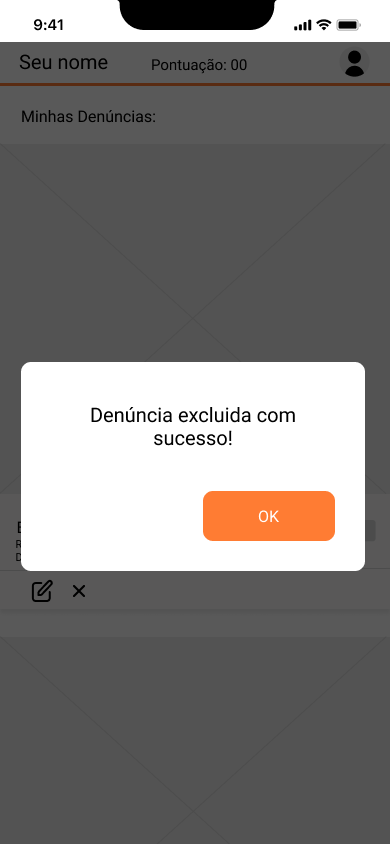 9:41
Seu nome
Pontuação: 00
Minhas Denúncias:
Denúncia excluida com
sucesso!
OK